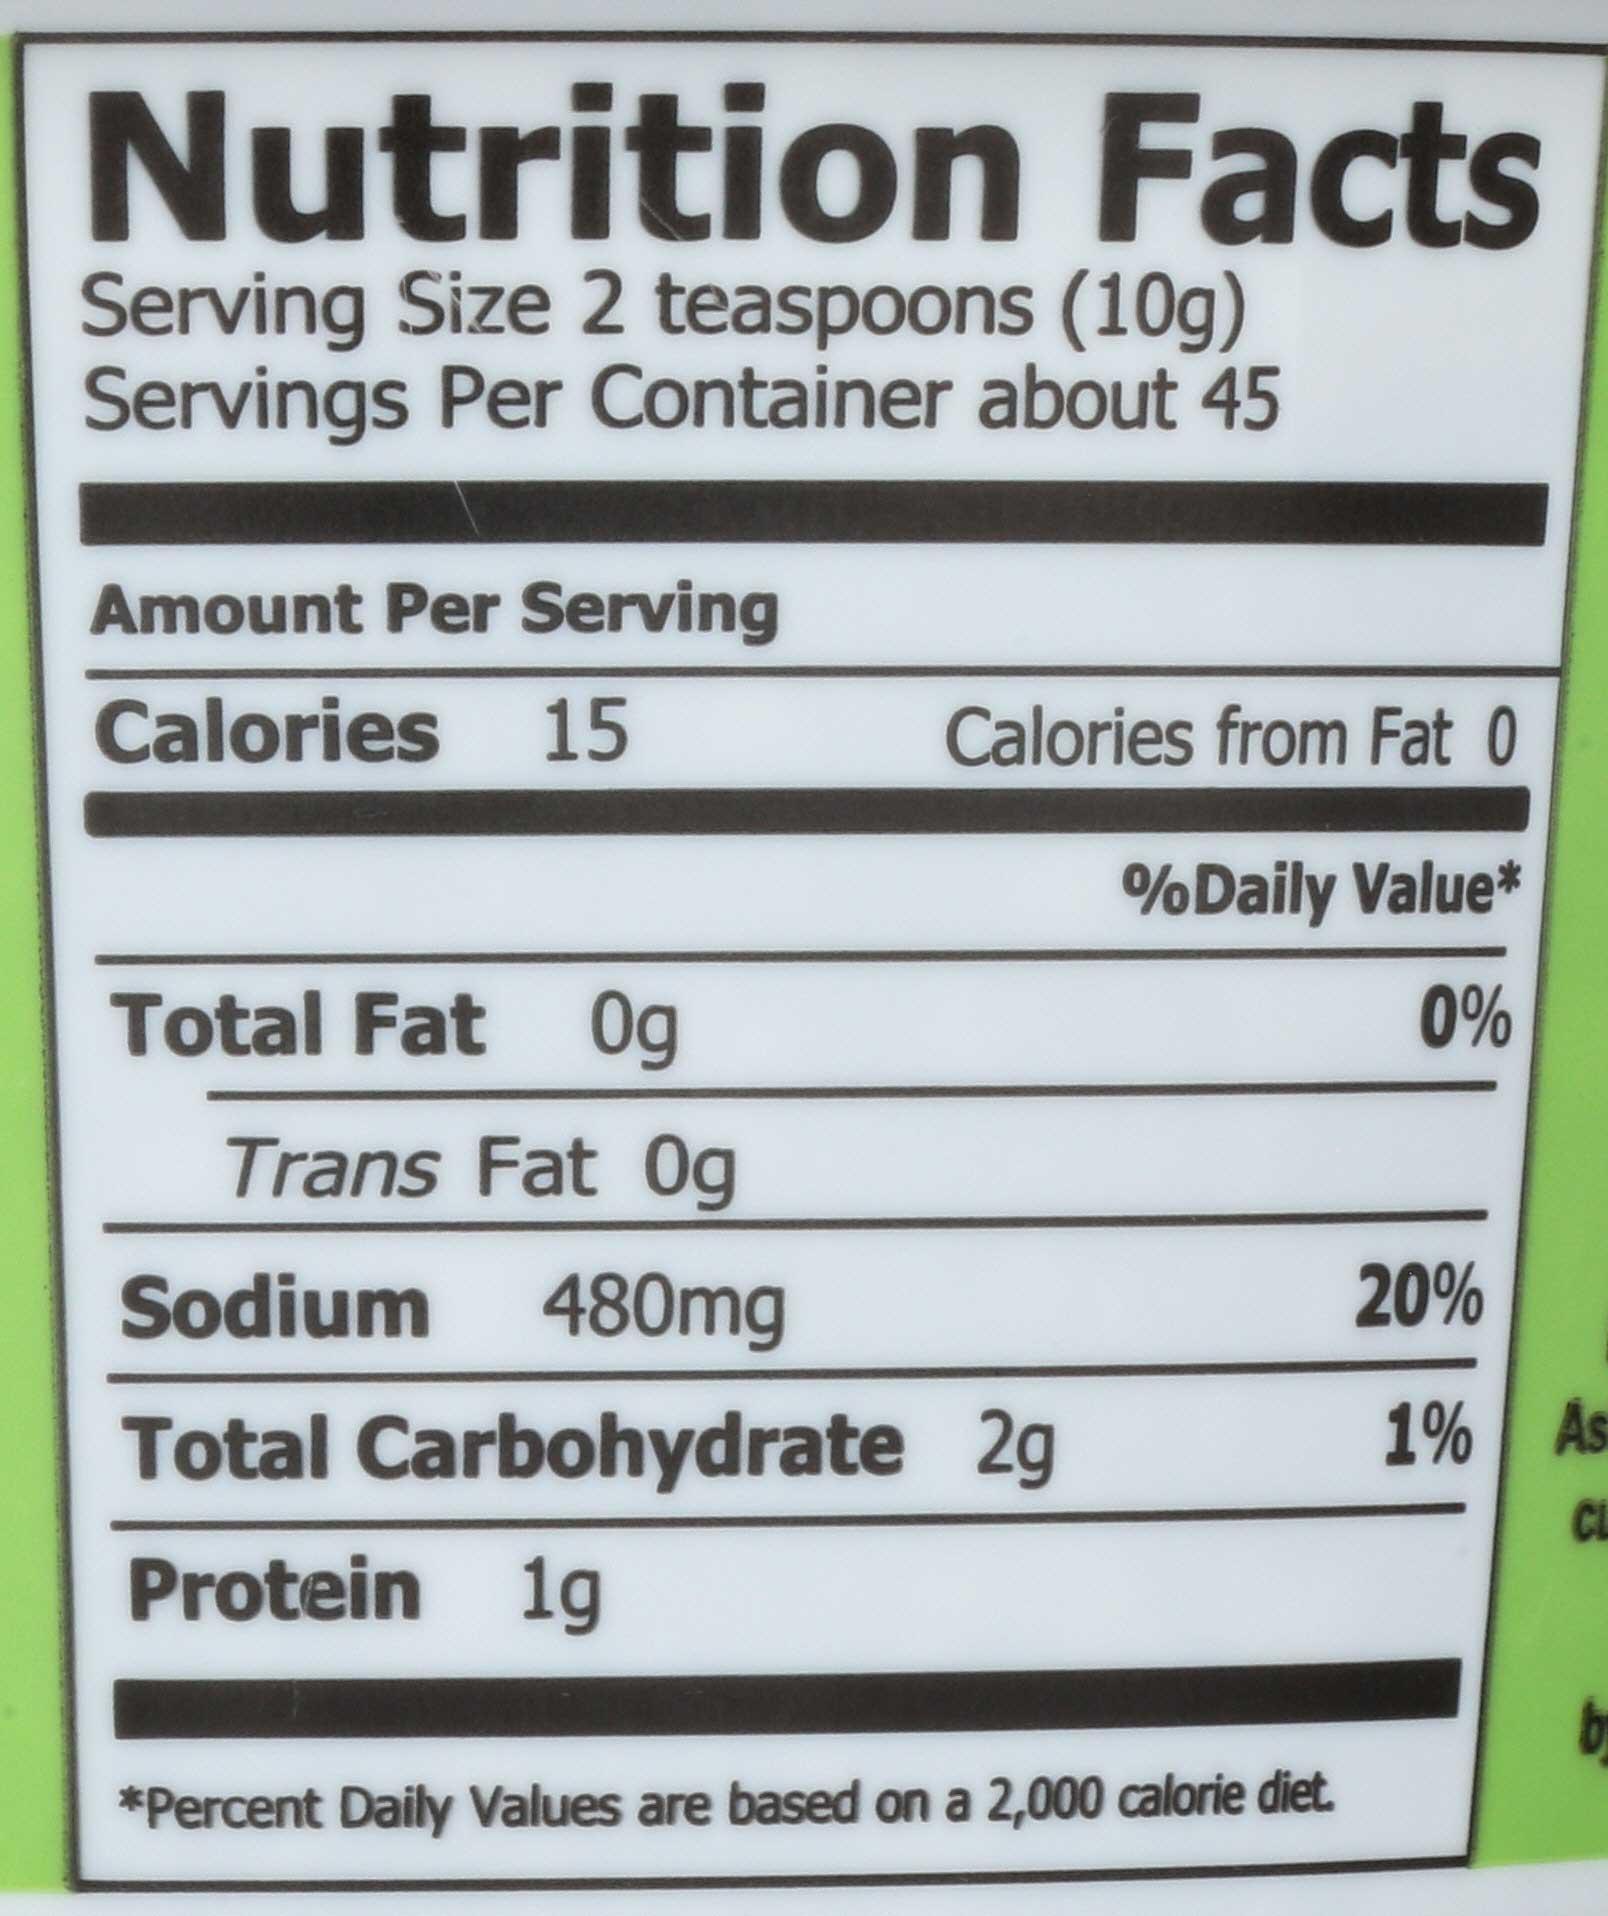 Nutrition Facts
Serving Size 2 teaspoons (10g)
Servings Per Container about 45
Amount Per Serving
Calories 15 Calories from Fat 0
%Daily Value*
Total Fat 0g 0%
Trans Fat 0g
Sodium 480mg 20%
Total Carbohydrate 2g 1%
Protein 1g
*Percent Daily Values are based on a 2,000 calorie diet.